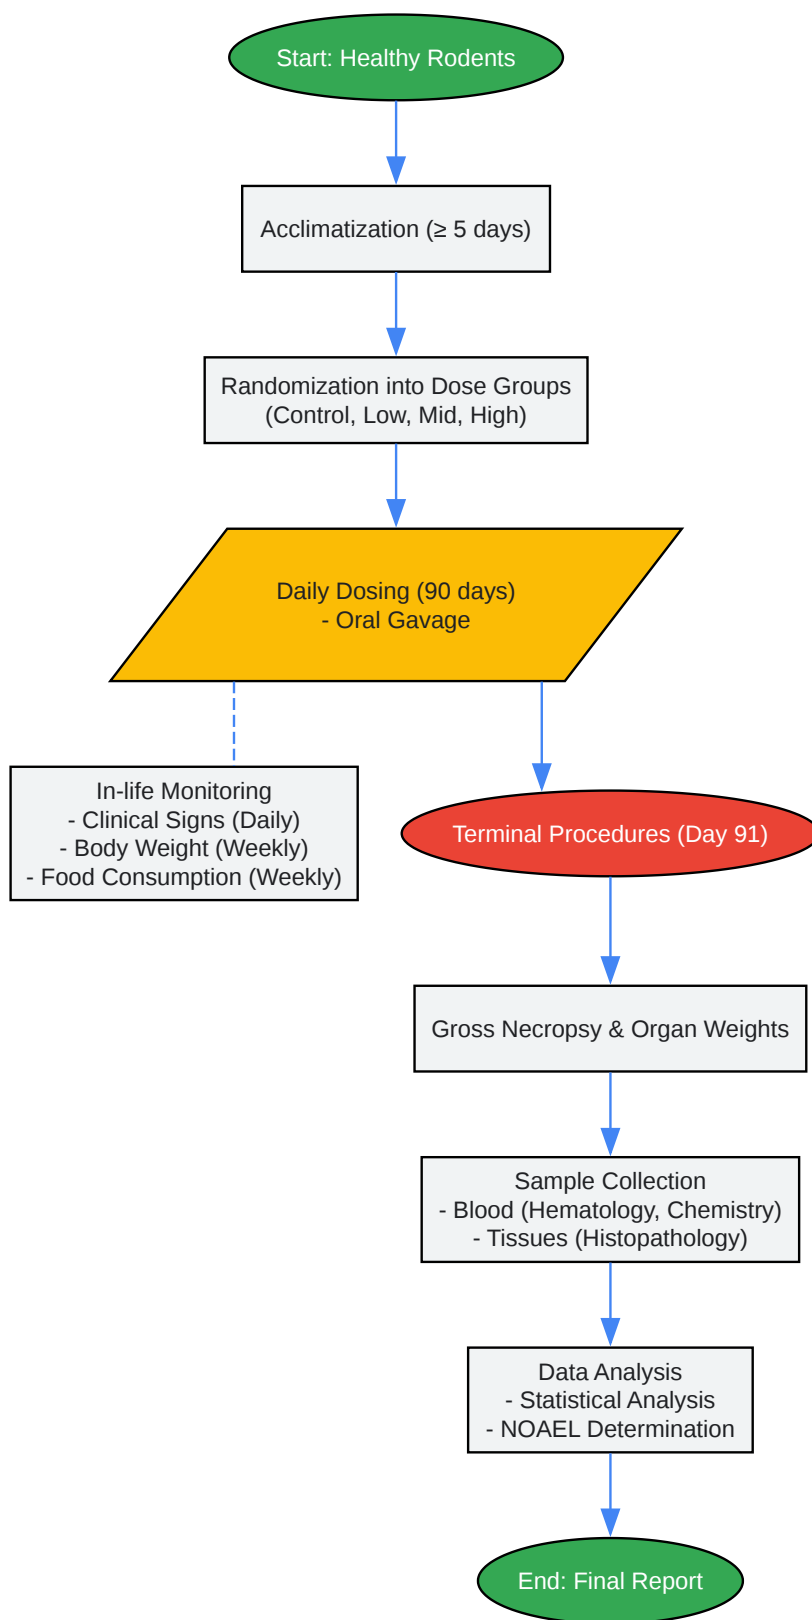 Start: Healthy Rodents
Acclimatization (≥ 5 days)
Randomization into Dose Groups
(Control, Low, Mid, High)
Daily Dosing (90 days)
- Oral Gavage
In-life Monitoring
- Clinical Signs (Daily)
- Body Weight (Weekly)
- Food Consumption (Weekly)
Terminal Procedures (Day 91)
Gross Necropsy & Organ Weights
Sample Collection
- Blood (Hematology, Chemistry)
- Tissues (Histopathology)
Data Analysis
- Statistical Analysis
- NOAEL Determination
End: Final Report